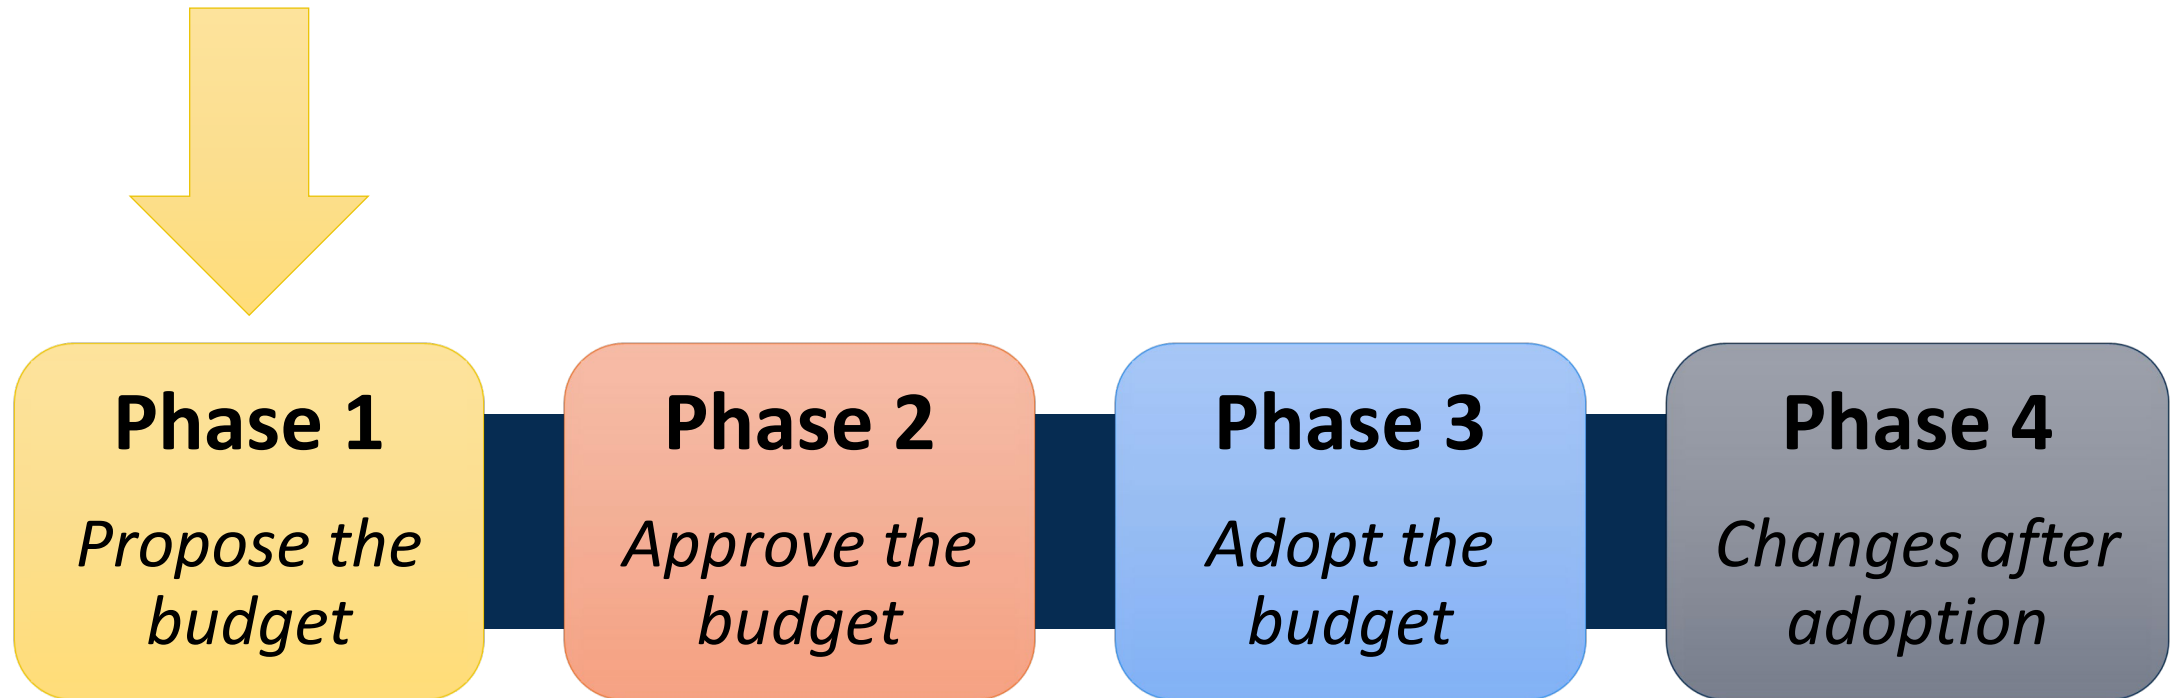 Phase 1
Propose the
budget
Phase 2
Approve the
budget
Phase 3
Adopt the
budget
Phase 4
Changes after
adoption